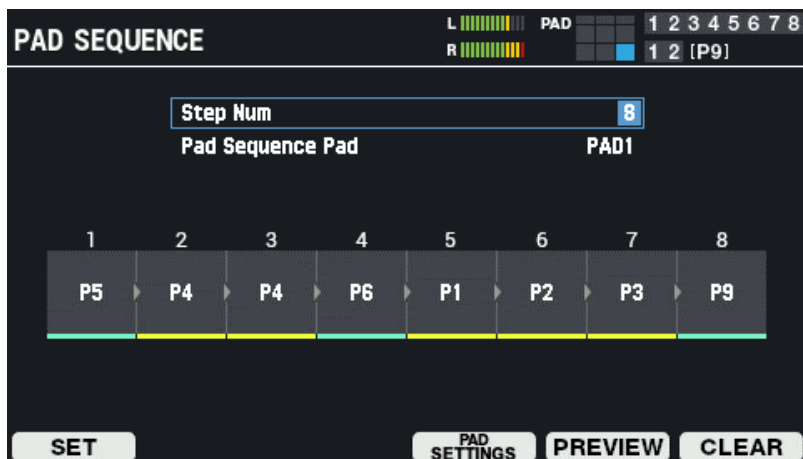 PAD SEQUENCE
L PAD 1 2 3 4 5 6 7 8
R 1 2 [P9]
Step Num 8
Pad Sequence Pad PAD1
1 2 3 4 5 6 7 8
P5 P4 P4 P6 P1 P2 P3 P9
SET PAD SETTINGS PREVIEW CLEAR